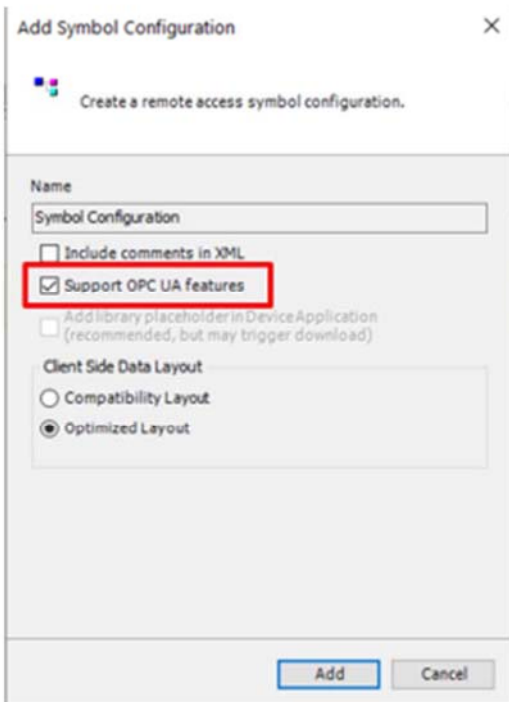 Add Symbol Configuration
Create a remote access symbol configuration.
Name
Symbol Configuration
Include comments in XML
Support OPC UA features
Add library placeholder in Device Application
(recommended, but may trigger download)
Client Side Data Layout
Compatibility Layout
Optimized Layout
Add Cancel